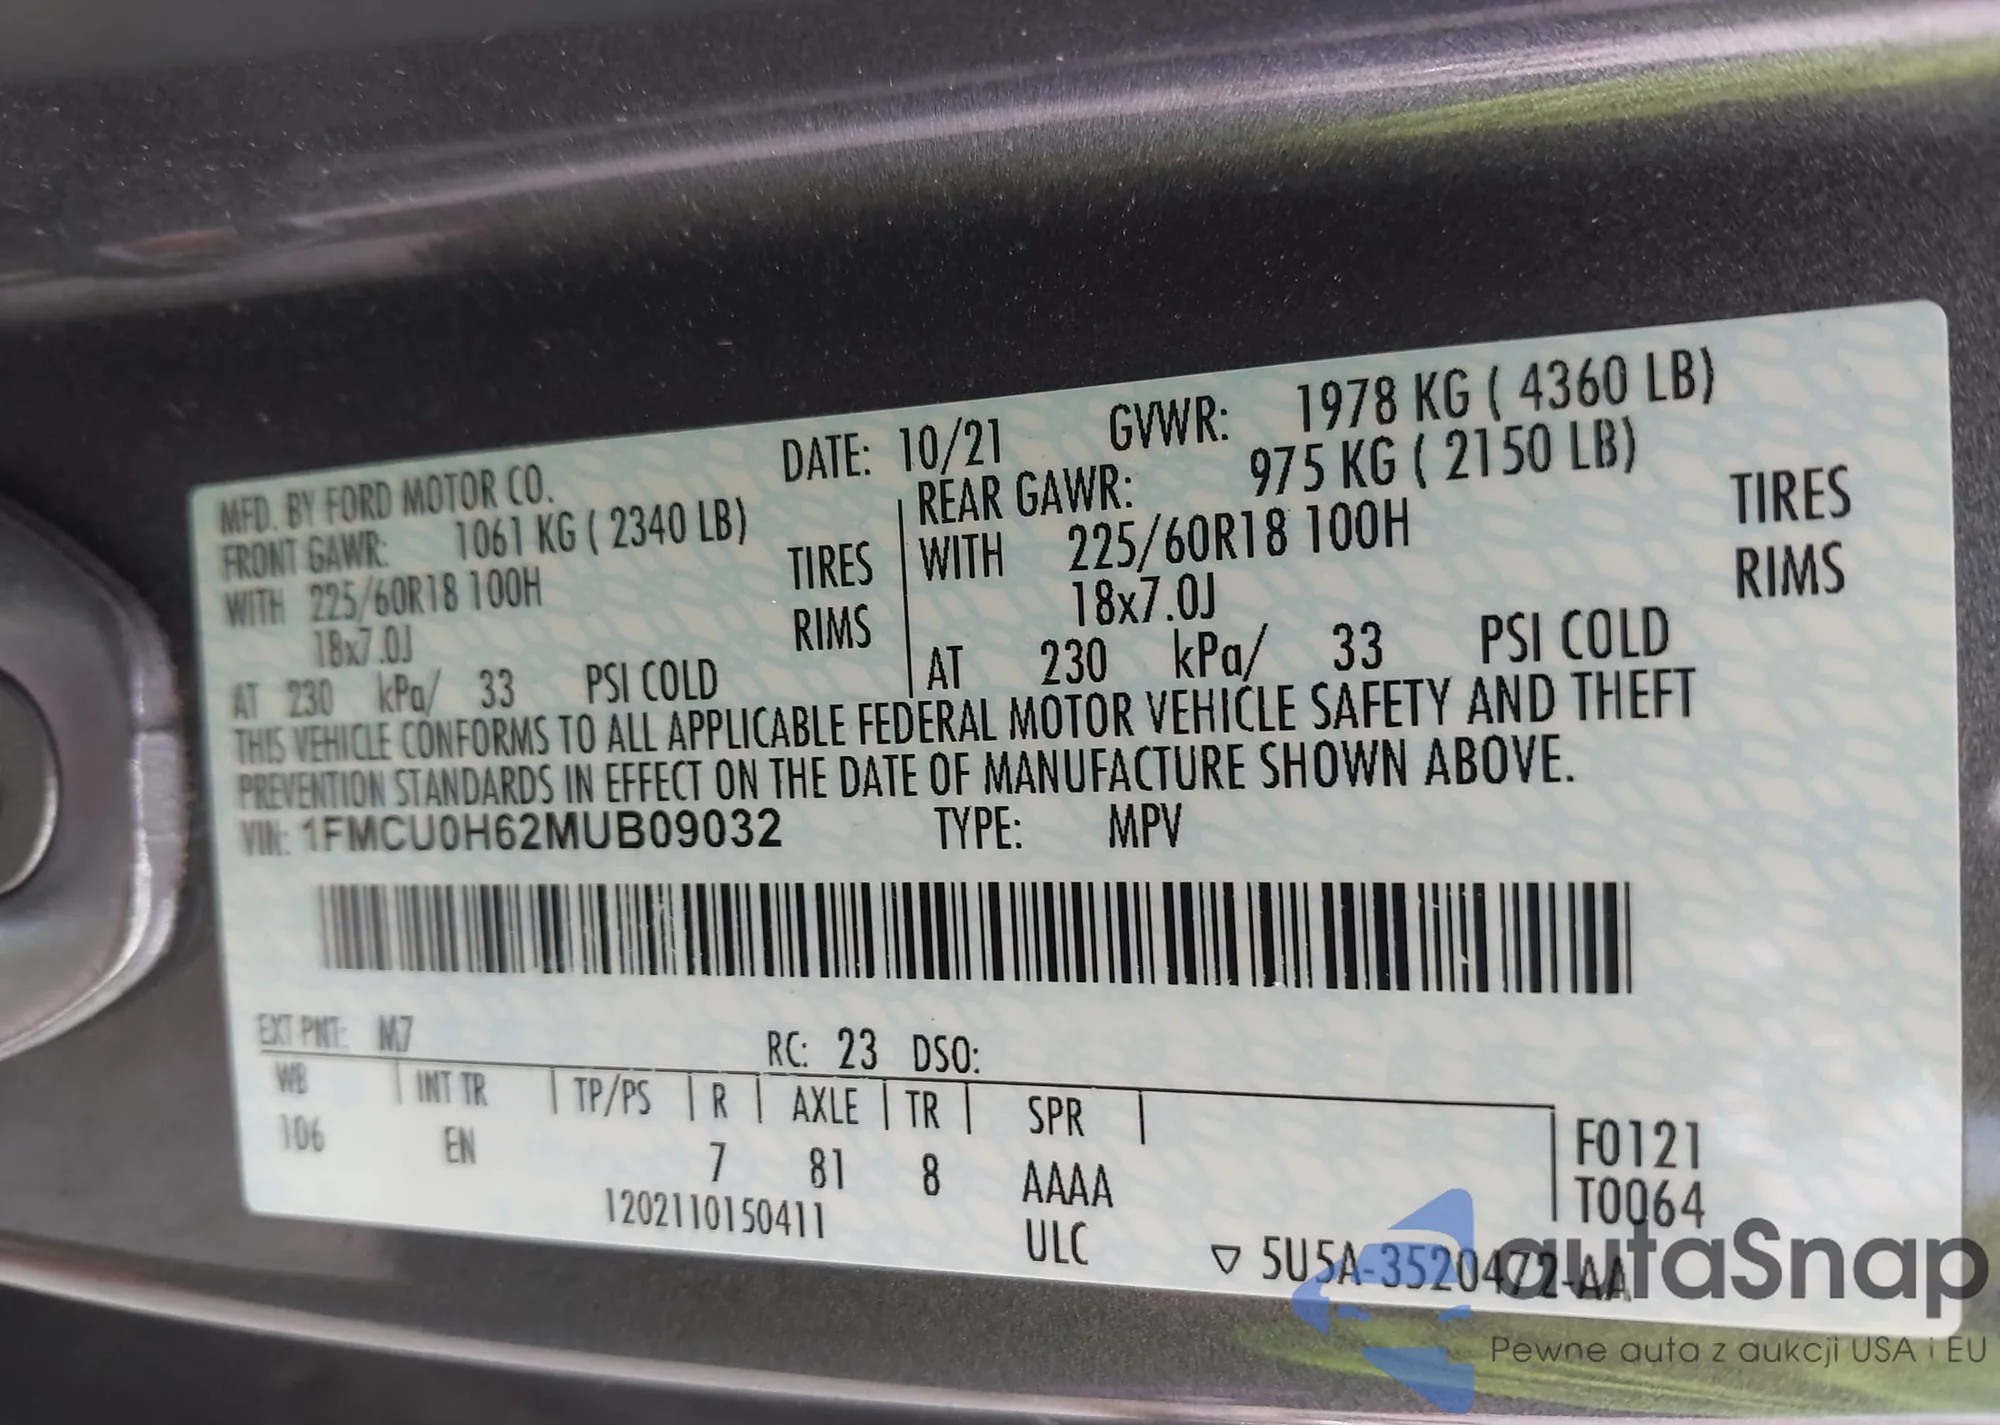 MFD. BY FORD MOTOR CO. DATE: 10/21 GVWR: 1978 KG ( 4360 LB)
FRONT GAWR: 1061 KG ( 2340 LB) REAR GAWR: 975 KG ( 2150 LB)
WITH 225/60R18 100H TIRES WITH 225/60R18 100H TIRES
18x7.0J RIMS 18x7.0J RIMS
AT 230 kPa/ 33 PSI COLD AT 230 kPa/ 33 PSI COLD
THIS VEHICLE CONFORMS TO ALL APPLICABLE FEDERAL MOTOR VEHICLE SAFETY AND THEFT
PREVENTION STANDARDS IN EFFECT ON THE DATE OF MANUFACTURE SHOWN ABOVE.
VIN: 1FMCU0H62MUB09032 TYPE: MPV
EXT PNT: M7 RC: 23 DSO:
WB INT TR TP/PS R AXLE TR SPR F0121
106 EN 7 81 8 AAAA T0064
1202110150411 ULC ▽ 5U5A-3520472-AA
autaSnap
Pewne auta z aukcji USA i EU